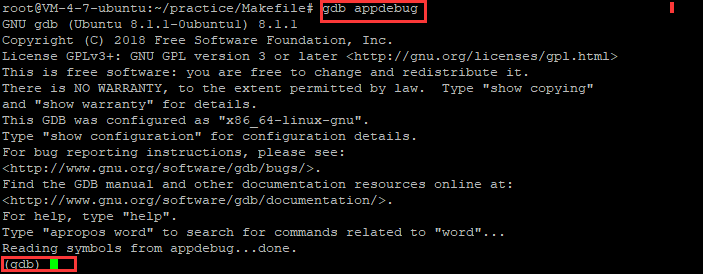 root@VM-4-7-ubuntu:~/practice/Makefile# gdb appdebug
GNU gdb (Ubuntu 8.1.1-0ubuntu1) 8.1.1
Copyright (C) 2018 Free Software Foundation, Inc.
License GPLv3+: GNU GPL version 3 or later <http://gnu.org/licenses/gpl.html>
This is free software: you are free to change and redistribute it.
There is NO WARRANTY, to the extent permitted by law.  Type "show copying"
and "show warranty" for details.
This GDB was configured as "x86_64-linux-gnu".
Type "show configuration" for configuration details.
For bug reporting instructions, please see:
<http://www.gnu.org/software/gdb/bugs/>.
Find the GDB manual and other documentation resources online at:
<http://www.gnu.org/software/gdb/documentation/>.
For help, type "help".
Type "apropos word" to search for commands related to "word"...
Reading symbols from appdebug...done.
(gdb)